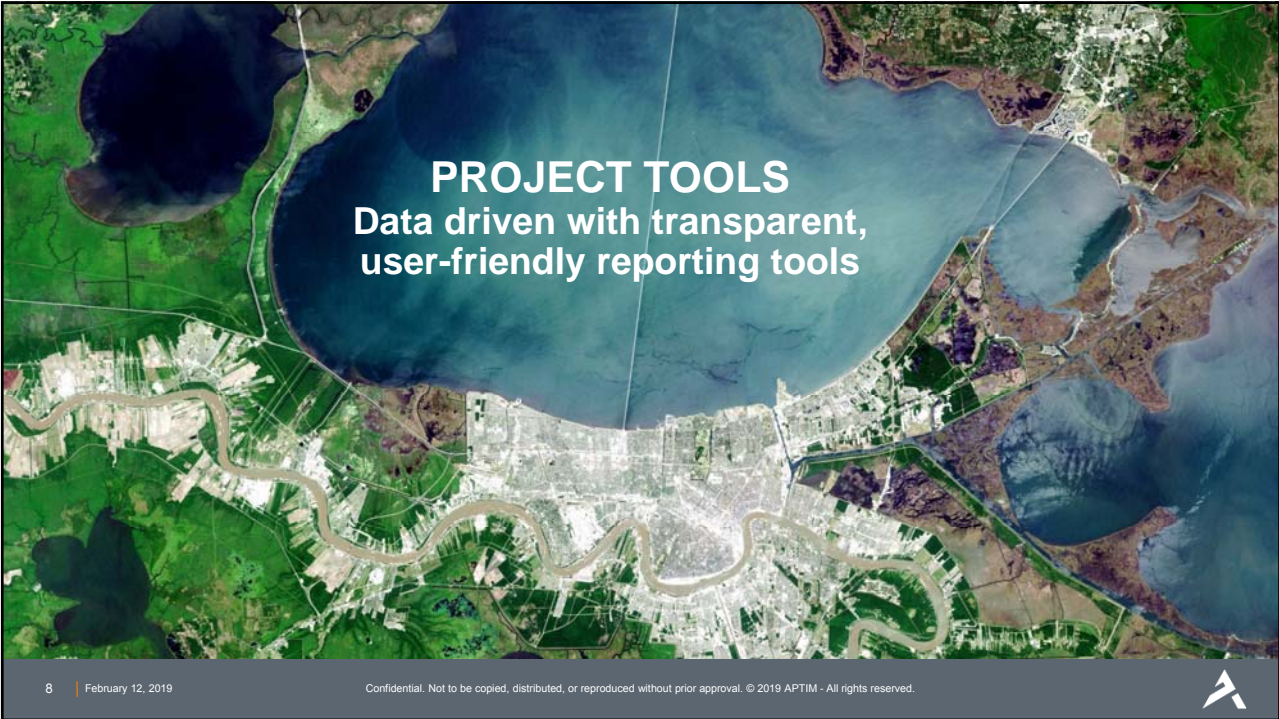 PROJECT TOOLS
Data driven with transparent,
user-friendly reporting tools
8
February 12, 2019
Confidential. Not to be copied, distributed, or reproduced without prior approval. © 2019 APTIM - All rights reserved.